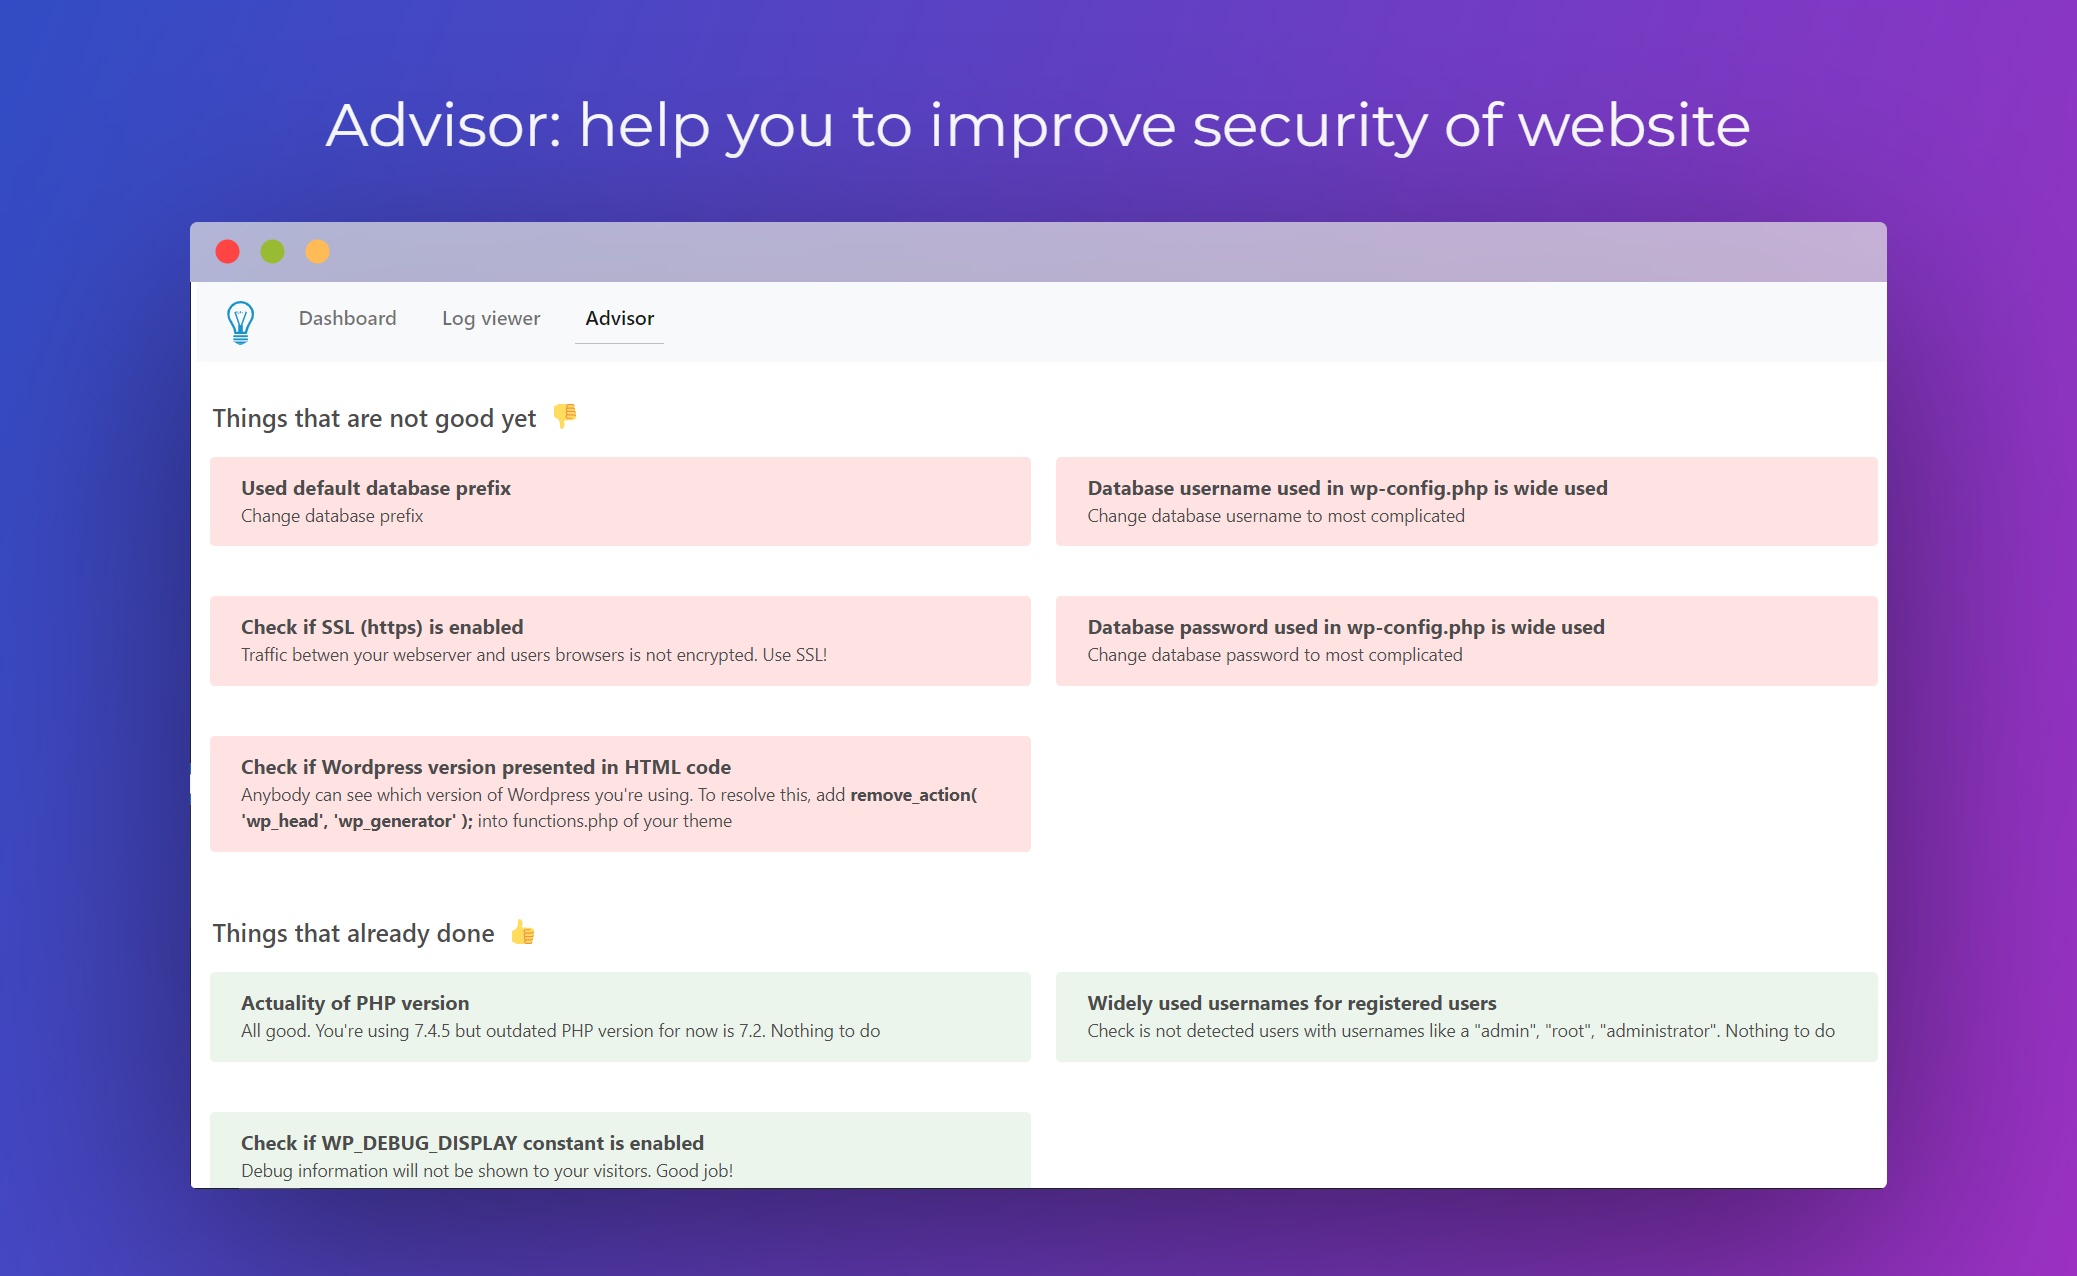 Advisor: help you to improve security of website
Dashboard Log viewer Advisor
Things that are not good yet
Used default database prefix
Change database prefix
Database username used in wp-config.php is wide used
Change database username to most complicated
Check if SSL (https) is enabled
Traffic betwen your webserver and users browsers is not encrypted. Use SSL!
Database password used in wp-config.php is wide used
Change database password to most complicated
Check if Wordpress version presented in HTML code
Anybody can see which version of Wordpress you're using. To resolve this, add remove_action(
'wp_head', 'wp_generator' ); into functions.php of your theme
Things that already done
Actuality of PHP version
All good. You're using 7.4.5 but outdated PHP version for now is 7.2. Nothing to do
Widely used usernames for registered users
Check is not detected users with usernames like a "admin", "root", "administrator". Nothing to do
Check if WP_DEBUG_DISPLAY constant is enabled
Debug information will not be shown to your visitors. Good job!